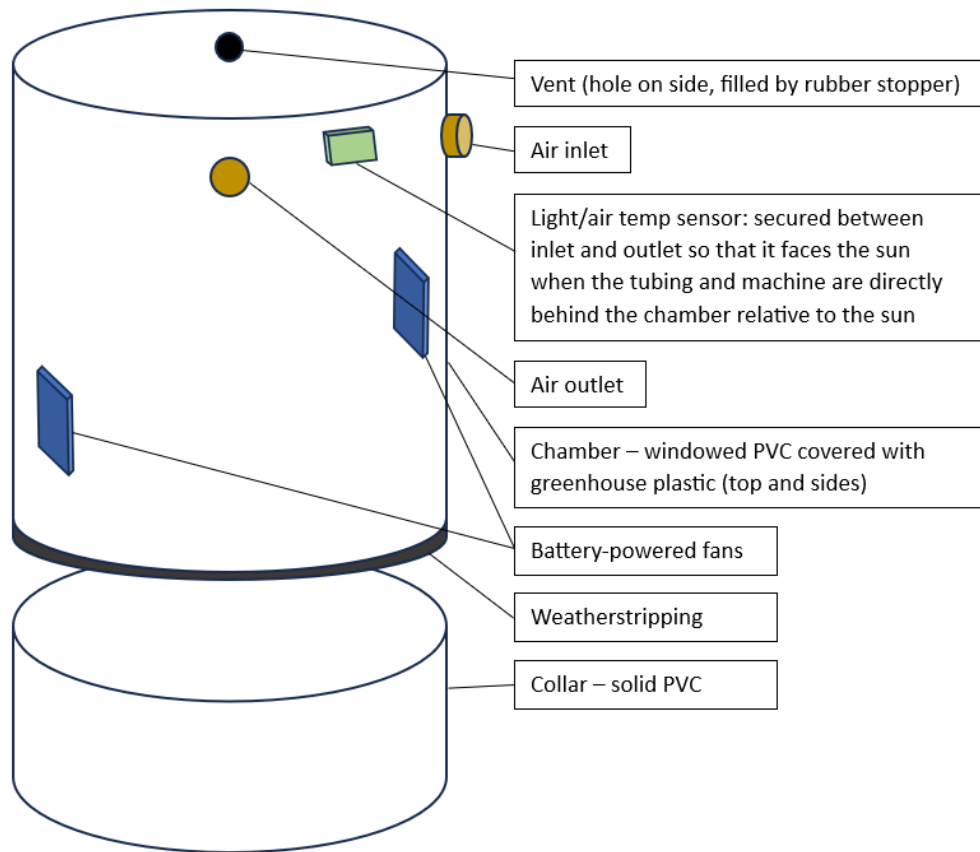 Vent (hole on side, filled by rubber stopper)
Air inlet
Light/air temp sensor: secured between
inlet and outlet so that it faces the sun
when the tubing and machine are directly
behind the chamber relative to the sun
Air outlet
Chamber – windowed PVC covered with
greenhouse plastic (top and sides)
Battery-powered fans
Weatherstripping
Collar – solid PVC